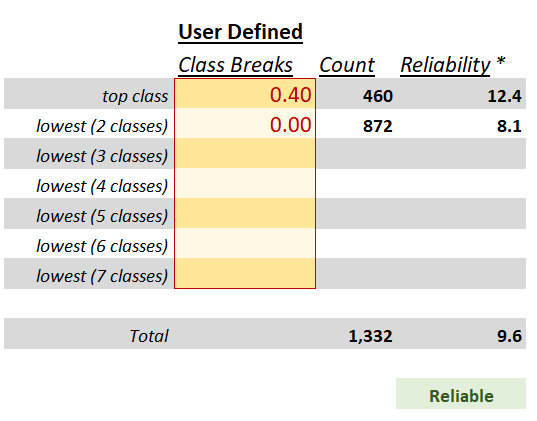 User Defined
Class Breaks Count Reliability *
top class 0.40 460 12.4
lowest (2 classes) 0.00 872 8.1
lowest (3 classes)
lowest (4 classes)
lowest (5 classes)
lowest (6 classes)
lowest (7 classes)
Total 1,332 9.6
Reliable